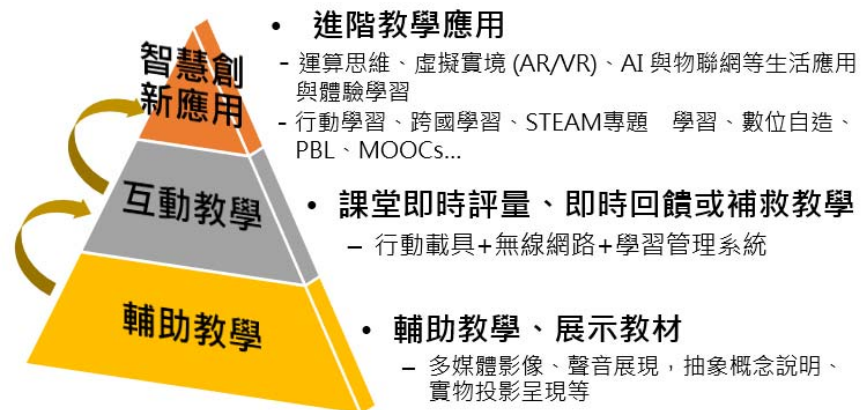 智慧創
新應用
• 進階教學應用
- 運算思維、虛擬實境 (AR/VR)、AI 與物聯網等生活應用
與體驗學習
- 行動學習、跨國學習、STEAM專題　學習、數位自造、
PBL、MOOCs...
互動教學
• 課堂即時評量、即時回饋或補救教學
– 行動載具+無線網路+學習管理系統
輔助教學
• 輔助教學、展示教材
– 多媒體影像、聲音展現，抽象概念說明、
實物投影呈現等